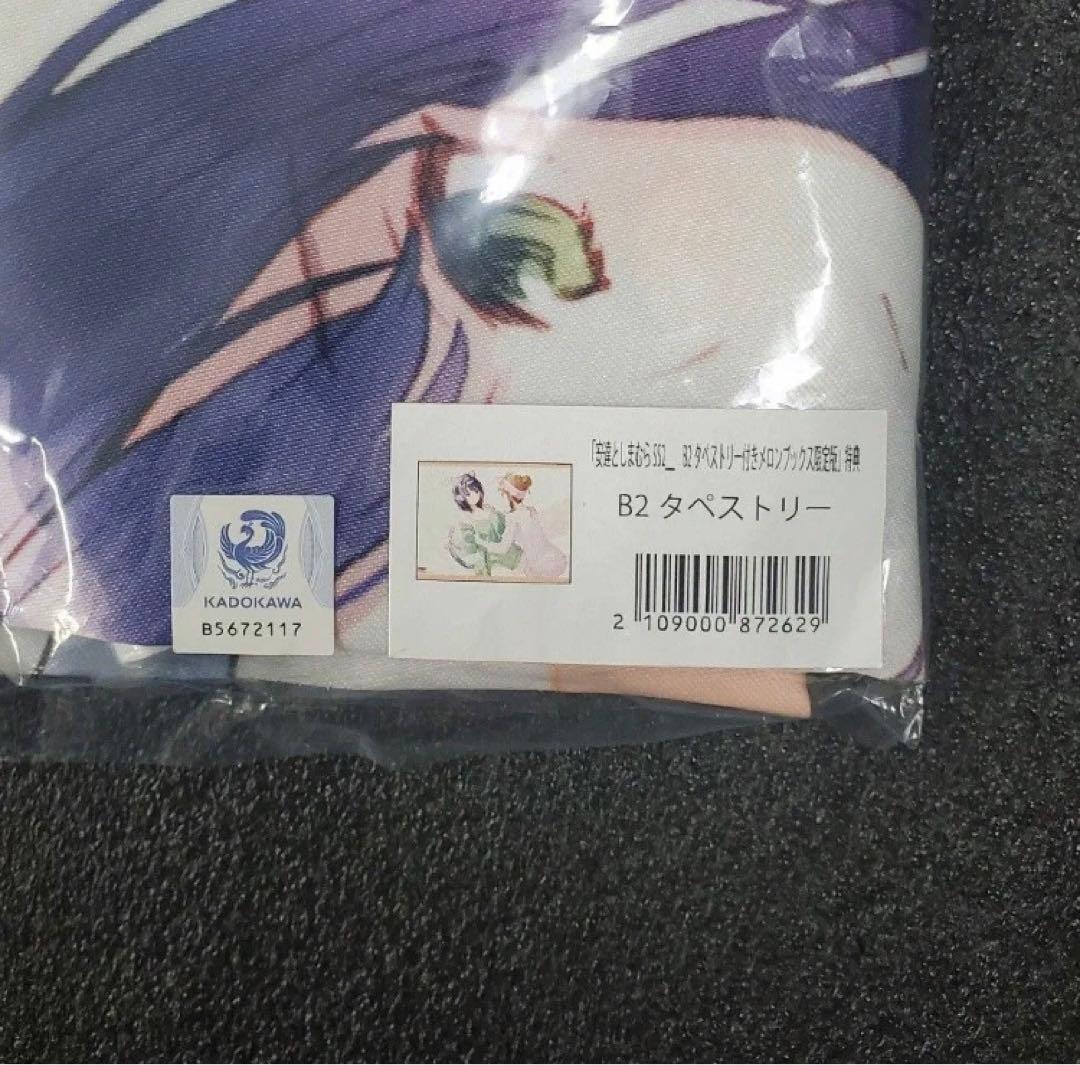 「安達としまむらSS2_ B2タペストリー付きメロンブックス限定版」特典
B2 タペストリー
2 109000 872629
KADOKAWA
B5672117